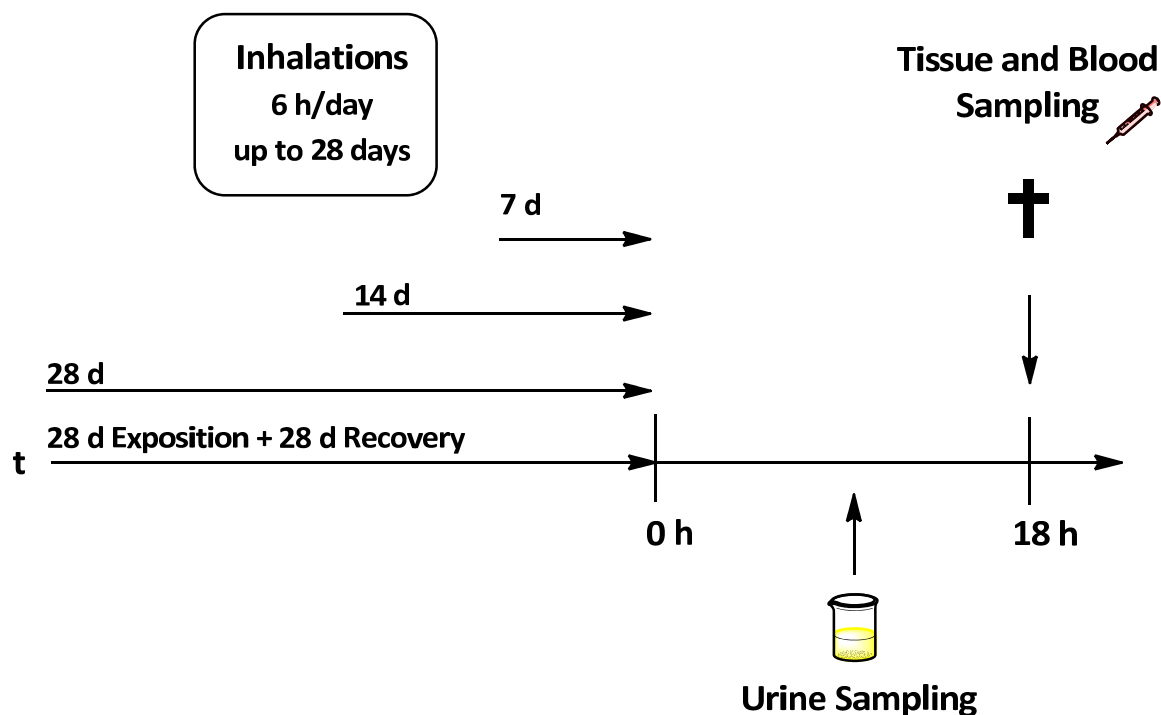 Inhalations
6 h/day
up to 28 days
Tissue and Blood
Sampling
7 d
14 d
28 d
28 d Exposition + 28 d Recovery
t
0 h
18 h
Urine Sampling